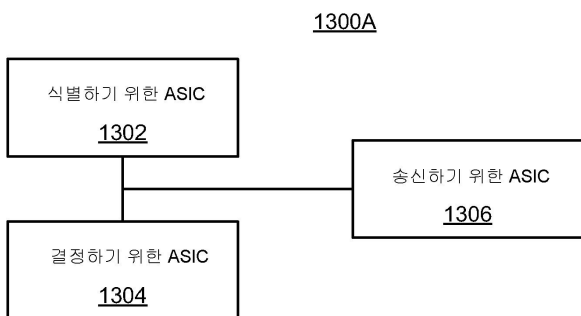 1300A
식별하기 위한 ASIC
1302
송신하기 위한 ASIC
1306
결정하기 위한 ASIC
1304